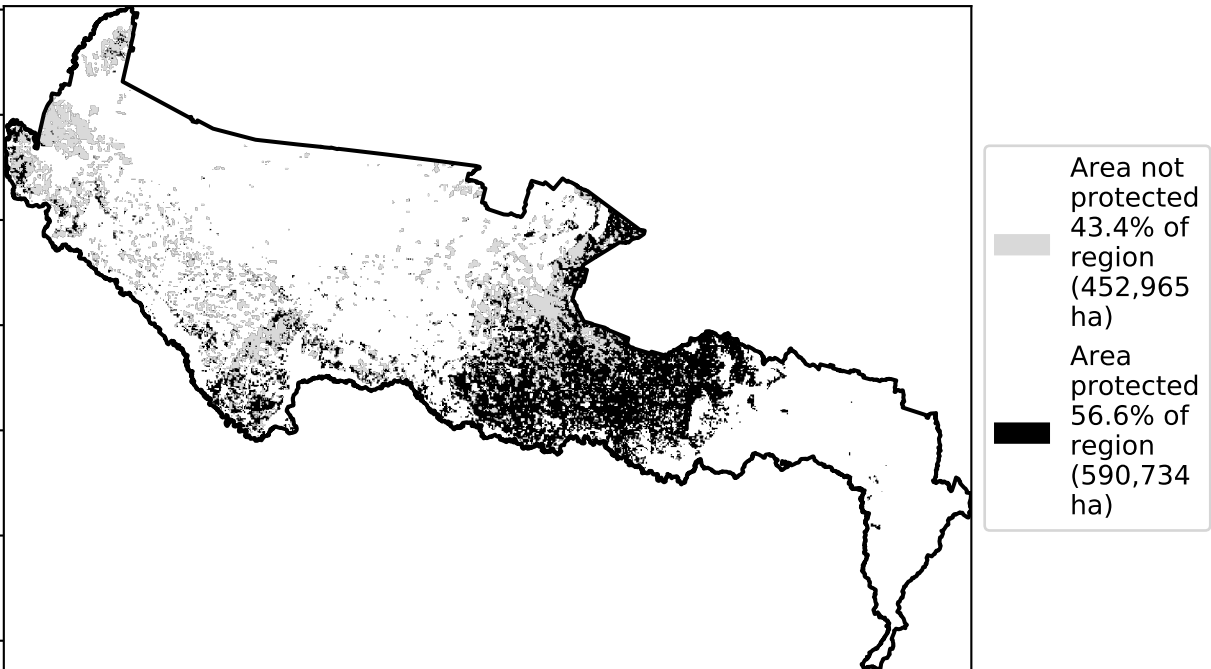 Area not
protected
43.4% of
region
(452,965
ha)
Area
protected
56.6% of
region
(590,734
ha)